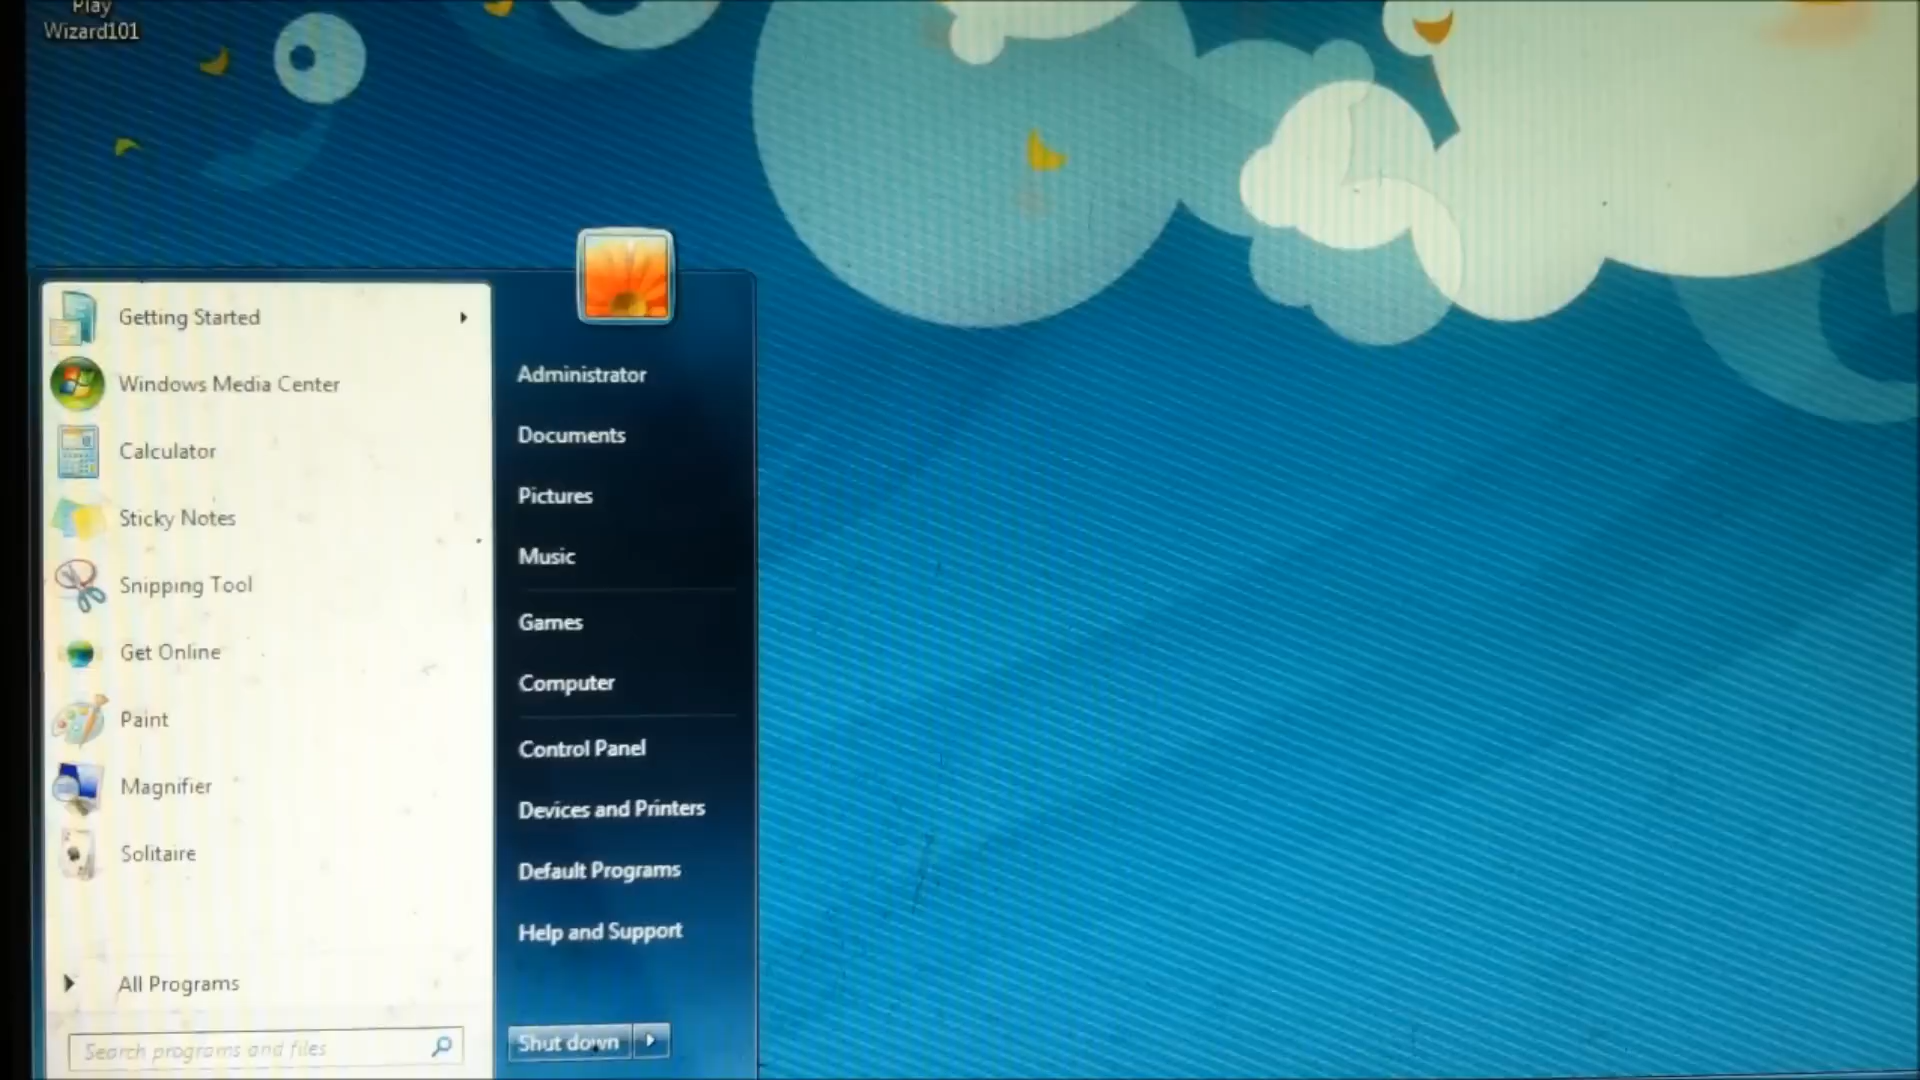 Play
Wizard101
Getting Started
Windows Media Center
Calculator
Sticky Notes
Snipping Tool
Get Online
Paint
Magnifier
Solitaire
All Programs
Search programs and files
Administrator
Documents
Pictures
Music
Games
Computer
Control Panel
Devices and Printers
Default Programs
Help and Support
Shut down